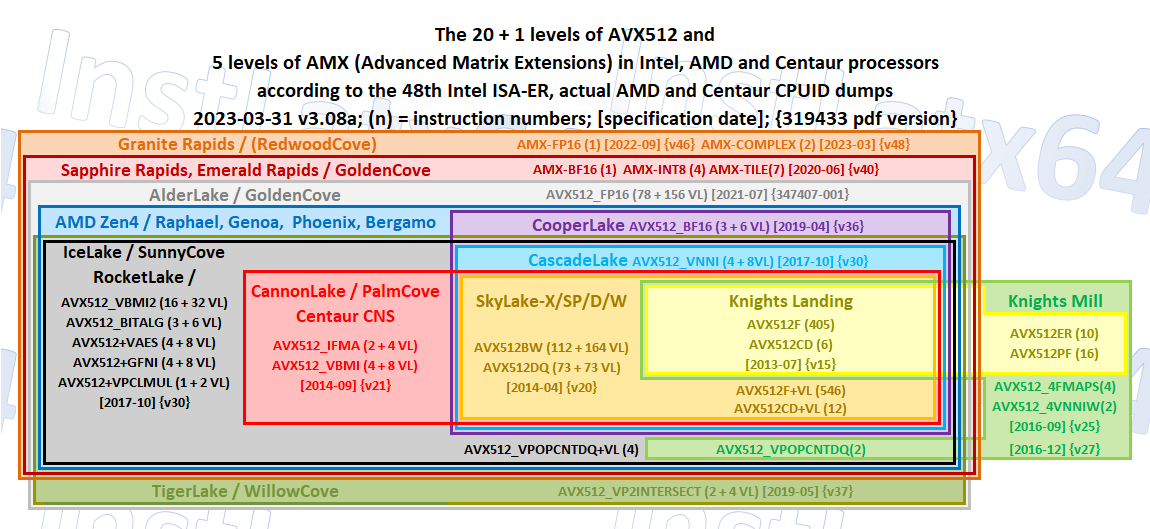 The 20 + 1 levels of AVX512 and
5 levels of AMX (Advanced Matrix Extensions) in Intel, AMD and Centaur processors
according to the 48th Intel ISA-ER, actual AMD and Centaur CPUID dumps
2023-03-31 v3.08a; (n) = instruction numbers; [specification date]; {319433 pdf version}
Granite Rapids / (RedwoodCove) AMX-FP16 (1) [2022-09] {v46} AMX-COMPLEX (2) [2023-03] {v48}
Sapphire Rapids, Emerald Rapids / GoldenCove AMX-BF16 (1) AMX-INT8 (4) AMX-TILE(7) [2020-06] {v40}
AlderLake / GoldenCove AVX512_FP16 (78 + 156 VL) [2021-07] {347407-001}
AMD Zen4 / Raphael, Genoa, Phoenix, Bergamo
CooperLake AVX512_BF16 (3 + 6 VL) [2019-04] {v36}
IceLake / SunnyCove
RocketLake /
AVX512_VBMI2 (16 + 32 VL)
AVX512_BITALG (3 + 6 VL)
AVX512+VAES (4 + 8 VL)
AVX512+GFNI (4 + 8 VL)
AVX512+VPCLMUL (1 + 2 VL)
[2017-10] {v30}
CascadeLake AVX512_VNNI (4 + 8VL) [2017-10] {v30}
CannonLake / PalmCove
Centaur CNS
AVX512_IFMA (2 + 4 VL)
AVX512_VBMI (4 + 8 VL)
[2014-09] {v21}
SkyLake-X/SP/D/W
AVX512BW (112 + 164 VL)
AVX512DQ (73 + 73 VL)
[2014-04] {v20}
Knights Landing
AVX512F (405)
AVX512CD (6)
[2013-07] {v15}
AVX512F+VL (546)
AVX512CD+VL (12)
Knights Mill
AVX512ER (10)
AVX512PF (16)
AVX512_4FMAPS(4)
AVX512_4VNNIW(2)
[2016-09] {v25}
AVX512_VPOPCNTDQ+VL (4) AVX512_VPOPCNTDQ(2) [2016-12] {v27}
TigerLake / WillowCove AVX512_VP2INTERSECT (2 + 4 VL) [2019-05] {v37}